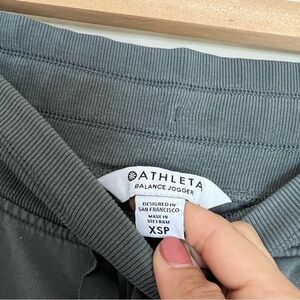 ATHLETA
BALANCE JOGGER
DESIGNED IN
SAN FRANCISCO
MADE IN
VIETNAM
XSP